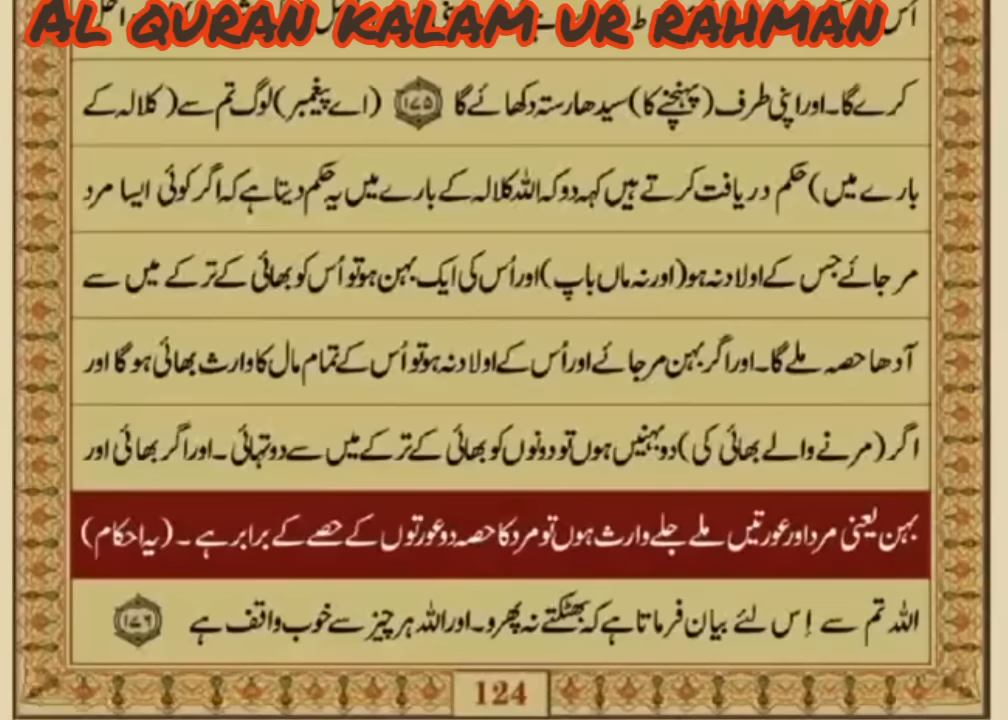 AL QURAN KALAM UR RAHMAN
کرے گا۔ اور اپنی طرف (پہنچنے کا) سیدھا رستہ دکھائے گا ﴿۱۷۵﴾ (اے پیغمبر) لوگ تم سے (کلالہ کے
بارے میں) حکم دریافت کرتے ہیں کہہ دو کہ اللہ کلالہ کے بارے میں یہ حکم دیتا ہے کہ اگر کوئی ایسا مرد
مر جائے جس کے اولاد نہ ہو (اور نہ ماں باپ) اور اُس کی ایک بہن ہو تو اُس کو بھائی کے ترکے میں سے
آدھا حصہ ملے گا۔ اور اگر بہن مر جائے اور اُس کے اولاد نہ ہو تو اُس کے تمام مال کا وارث بھائی ہو گا اور
اگر (مرنے والے بھائی کی) دو بہنیں ہوں تو دونوں کو بھائی کے ترکے میں سے دو تہائی۔ اور اگر بھائی اور
بہن یعنی مرد اور عورتیں ملے جلے وارث ہوں تو مرد کا حصہ دو عورتوں کے حصے کے برابر ہے۔ (یہ احکام)
اللہ تم سے اِس لئے بیان فرماتا ہے کہ بھٹکتے نہ پھرو۔ اور اللہ ہر چیز سے خوب واقف ہے ﴿۱۷۶﴾
124